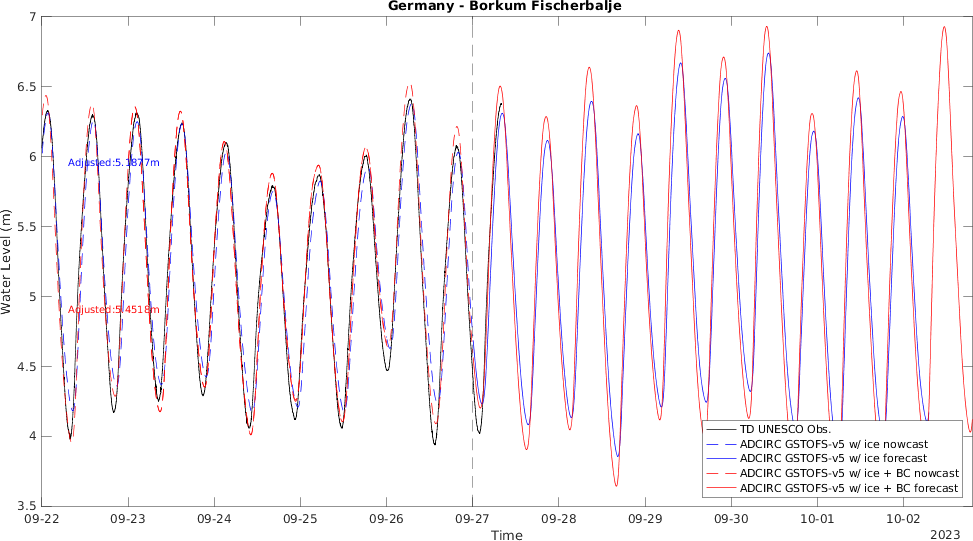 Germany - Borkum Fischerbalje
7
6.5
6
5.5
5
4.5
4
3.5
Water Level (m)
Adjusted:5.1877m
Adjusted:5.4518m
TD UNESCO Obs.
ADCIRC GSTOFS-v5 w/ ice nowcast
ADCIRC GSTOFS-v5 w/ ice forecast
ADCIRC GSTOFS-v5 w/ ice + BC nowcast
ADCIRC GSTOFS-v5 w/ ice + BC forecast
09-22 09-23 09-24 09-25 09-26 09-27 09-28 09-29 09-30 10-01 10-02
Time
2023